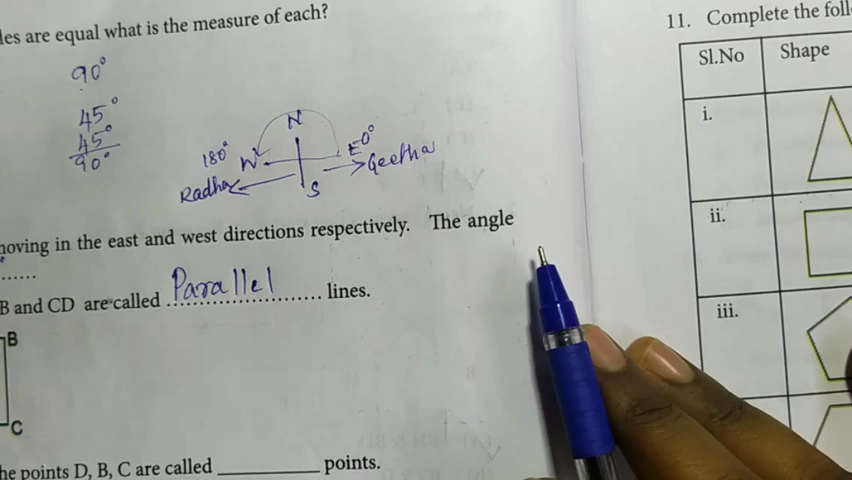 les are equal what is the measure of each?
90°
45°
45°
90°
N
180° W E 0°
Radha Geetha
S
moving in the east and west directions respectively. The angle
......
B and CD are called Parallel lines.
B
C
he points D, B, C are called __________ points.
11. Complete the foll
Sl.No Shape
i.
ii.
iii.